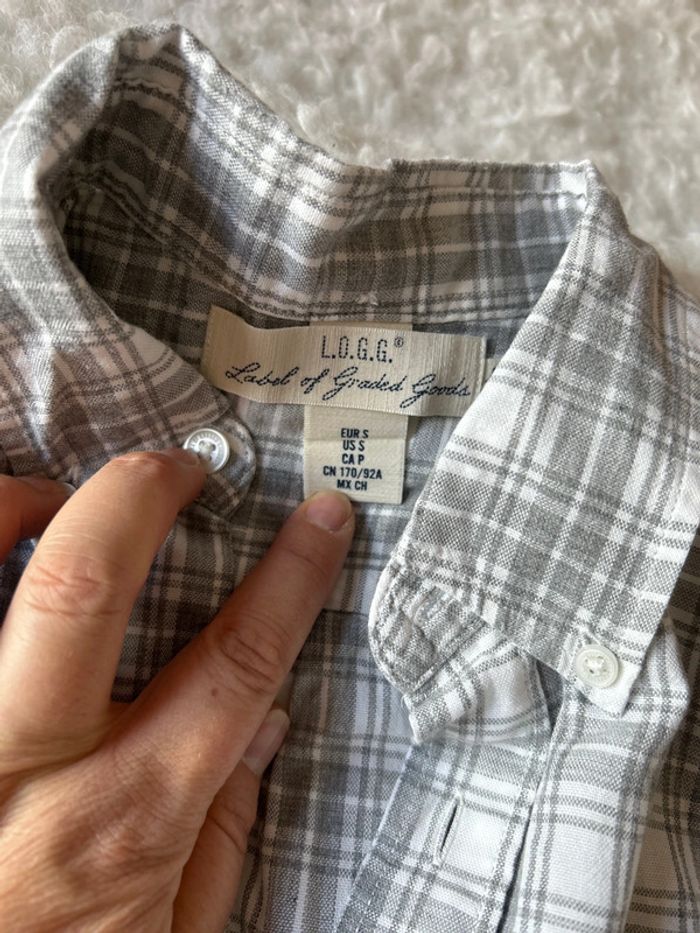 L.O.G.G.®
Label of Graded Goods
EUR S
US S
CA P
CN 170/92A
MX CH